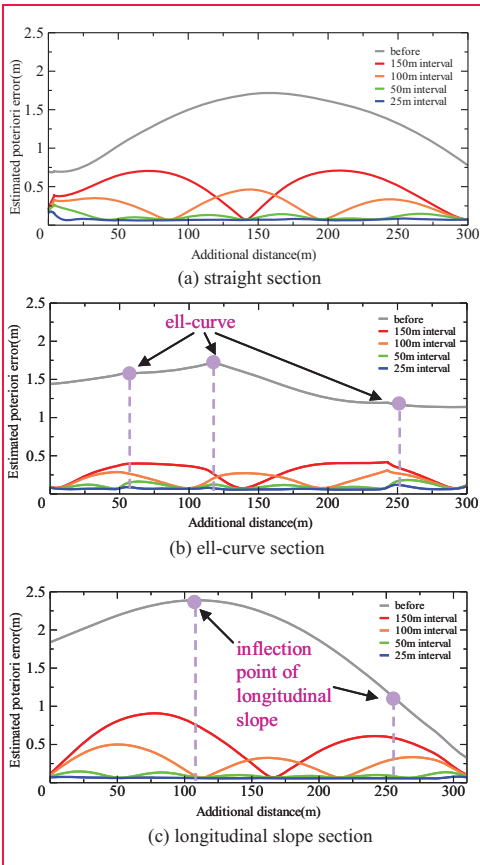 2.5
2
1.5
1
0.5
0
50
100
150
200
250
300
Estimated poteriori error(m)
Additional distance(m)
before
150m interval
100m interval
50m interval
25m interval
(a) straight section
2.5
2
1.5
1
0.5
0
50
100
150
200
250
300
Estimated poteriori error(m)
Additional distance(m)
ell-curve
before
150m interval
100m interval
50m interval
25m interval
(b) ell-curve section
2.5
2
1.5
1
0.5
0
50
100
150
200
250
300
Estimated poteriori error(m)
Additional distance(m)
inflection
point of
longitudinal
slope
before
150m interval
100m interval
50m interval
25m interval
(c) longitudinal slope section